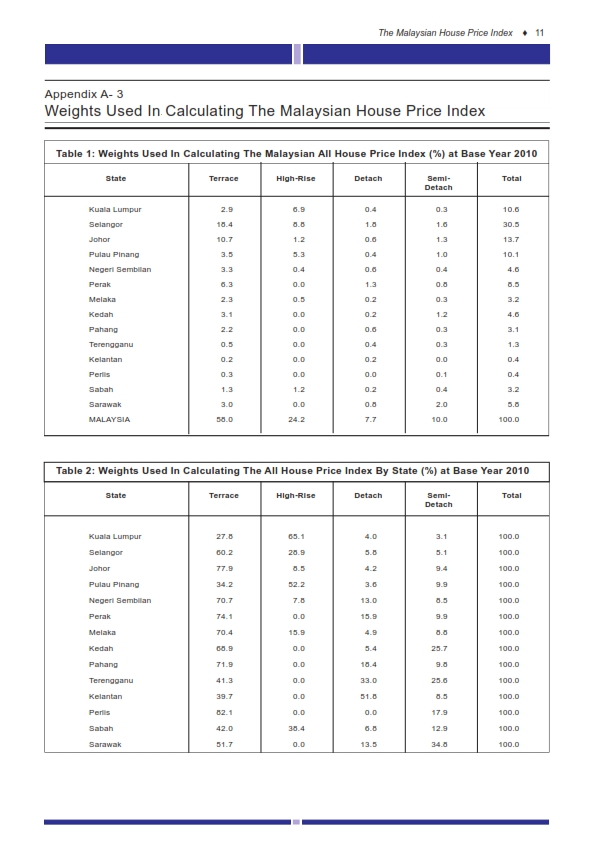 The Malaysian House Price Index ♦ 11
Appendix A- 3
Weights Used In Calculating The Malaysian House Price Index
Table 1: Weights Used In Calculating The Malaysian All House Price Index (%) at Base Year 2010
State Terrace High-Rise Detach Semi- Total
Detach
Kuala Lumpur 2.9 6.9 0.4 0.3 10.6
Selangor 18.4 8.8 1.8 1.6 30.5
Johor 10.7 1.2 0.6 1.3 13.7
Pulau Pinang 3.5 5.3 0.4 1.0 10.1
Negeri Sembilan 3.3 0.4 0.6 0.4 4.6
Perak 6.3 0.0 1.3 0.8 8.5
Melaka 2.3 0.5 0.2 0.3 3.2
Kedah 3.1 0.0 0.2 1.2 4.6
Pahang 2.2 0.0 0.6 0.3 3.1
Terengganu 0.5 0.0 0.4 0.3 1.3
Kelantan 0.2 0.0 0.2 0.0 0.4
Perlis 0.3 0.0 0.0 0.1 0.4
Sabah 1.3 1.2 0.2 0.4 3.2
Sarawak 3.0 0.0 0.8 2.0 5.8
MALAYSIA 58.0 24.2 7.7 10.0 100.0
Table 2: Weights Used In Calculating The All House Price Index By State (%) at Base Year 2010
State Terrace High-Rise Detach Semi- Total
Detach
Kuala Lumpur 27.8 65.1 4.0 3.1 100.0
Selangor 60.2 28.9 5.8 5.1 100.0
Johor 77.9 8.5 4.2 9.4 100.0
Pulau Pinang 34.2 52.2 3.6 9.9 100.0
Negeri Sembilan 70.7 7.8 13.0 8.5 100.0
Perak 74.1 0.0 15.9 9.9 100.0
Melaka 70.4 15.9 4.9 8.8 100.0
Kedah 68.9 0.0 5.4 25.7 100.0
Pahang 71.9 0.0 18.4 9.8 100.0
Terengganu 41.3 0.0 33.0 25.6 100.0
Kelantan 39.7 0.0 51.8 8.5 100.0
Perlis 82.1 0.0 0.0 17.9 100.0
Sabah 42.0 38.4 6.8 12.9 100.0
Sarawak 51.7 0.0 13.5 34.8 100.0